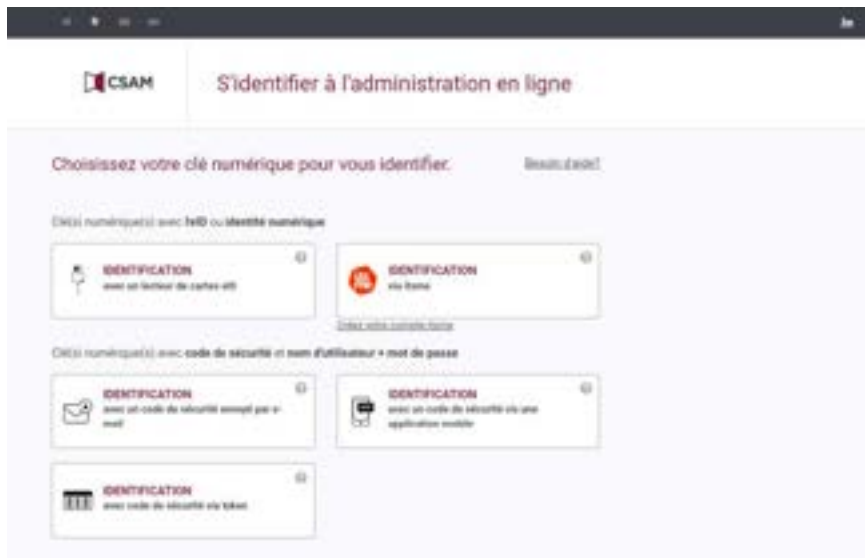 CSAM
S'identifier à l'administration en ligne
Choisissez votre clé numérique pour vous identifier.
Besoin d'aide?
Clé(s) numérique(s) avec l'eID ou identité numérique
IDENTIFICATION
avec un lecteur de cartes eID
IDENTIFICATION
via itsme
Créez votre compte itsme
Clé(s) numérique(s) avec code de sécurité et nom d'utilisateur + mot de passe
IDENTIFICATION
avec un code de sécurité envoyé par e-
mail
IDENTIFICATION
avec un code de sécurité via une
application mobile
IDENTIFICATION
avec code de sécurité via token